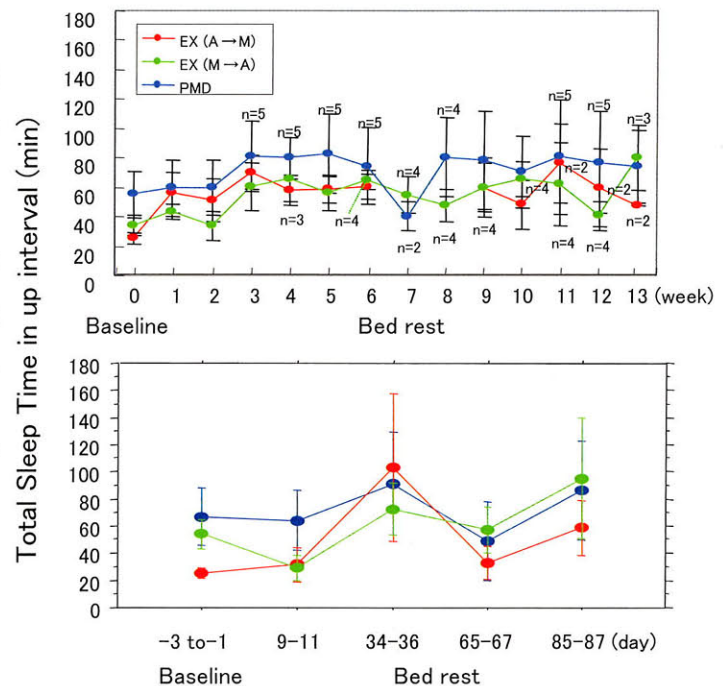 Total Sleep Time in up interval (min)
180
160
140
120
100
80
60
40
20
0
EX (A→M)
EX (M→A)
PMD
n=5
n=5
n=5
n=5
n=4
n=5
n=3
n=3
n=4
n=4
n=2
n=4
n=4
n=4
n=2
n=4
n=2
n=4
n=2
0 1 2 3 4 5 6 7 8 9 10 11 12 13 (week)
Baseline Bed rest
180
160
140
120
100
80
60
40
20
0
-3 to-1 9-11 34-36 65-67 85-87 (day)
Baseline Bed rest